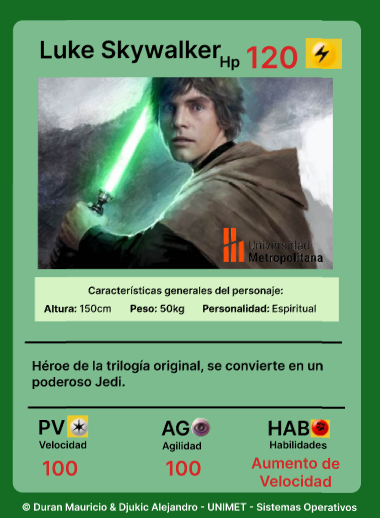 Luke Skywalker Hp 120
Universidad
Metropolitana
Características generales del personaje:
Altura: 150cm Peso: 50kg Personalidad: Espiritual
Héroe de la trilogía original, se convierte en un
poderoso Jedi.
PV AG HAB
Velocidad Agilidad Habilidades
100 100 Aumento de
Velocidad
© Duran Mauricio & Djukic Alejandro - UNIMET - Sistemas Operativos